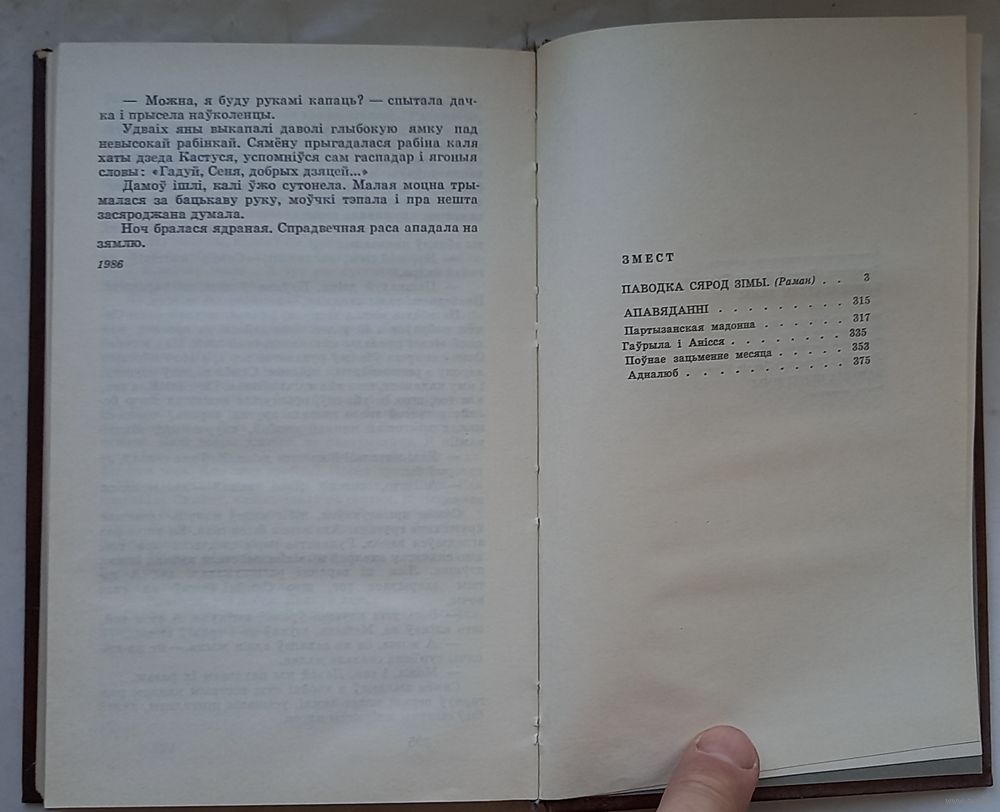 — Можна, я буду рукамі капаць? — спытала дач-
ка і прысела наўколенцы.
Удваіх яны выкапалі даволі глыбокую ямку пад
невысокай рабінкай. Сямёну прыгадалася рабіна каля
хаты дзеда Кастуся, успомніўся сам гаспадар і ягоныя
словы: «Гадуй, Сеня, добрых дзяцей...»
Дамоў ішлі, калі ўжо сутонела. Малая моцна тры-
малася за бацькаву руку, моўчкі тэпала і пра нешта
засяроджана думала.
Ноч бралася ядраная. Спрадвечная раса ападала на
зямлю.
1986
ЗМЕСТ
ПАВОДКА СЯРОД ЗІМЫ. (Раман) . . 3
АПАВЯДАННІ . . . . . . . . 315
Партызанская мадонна . . . . . . 317
Гаўрыла і Анісся . . . . . . . . 335
Поўнае зацьменне месяца . . . . . 353
Адналюб . . . . . . . . . . . 375